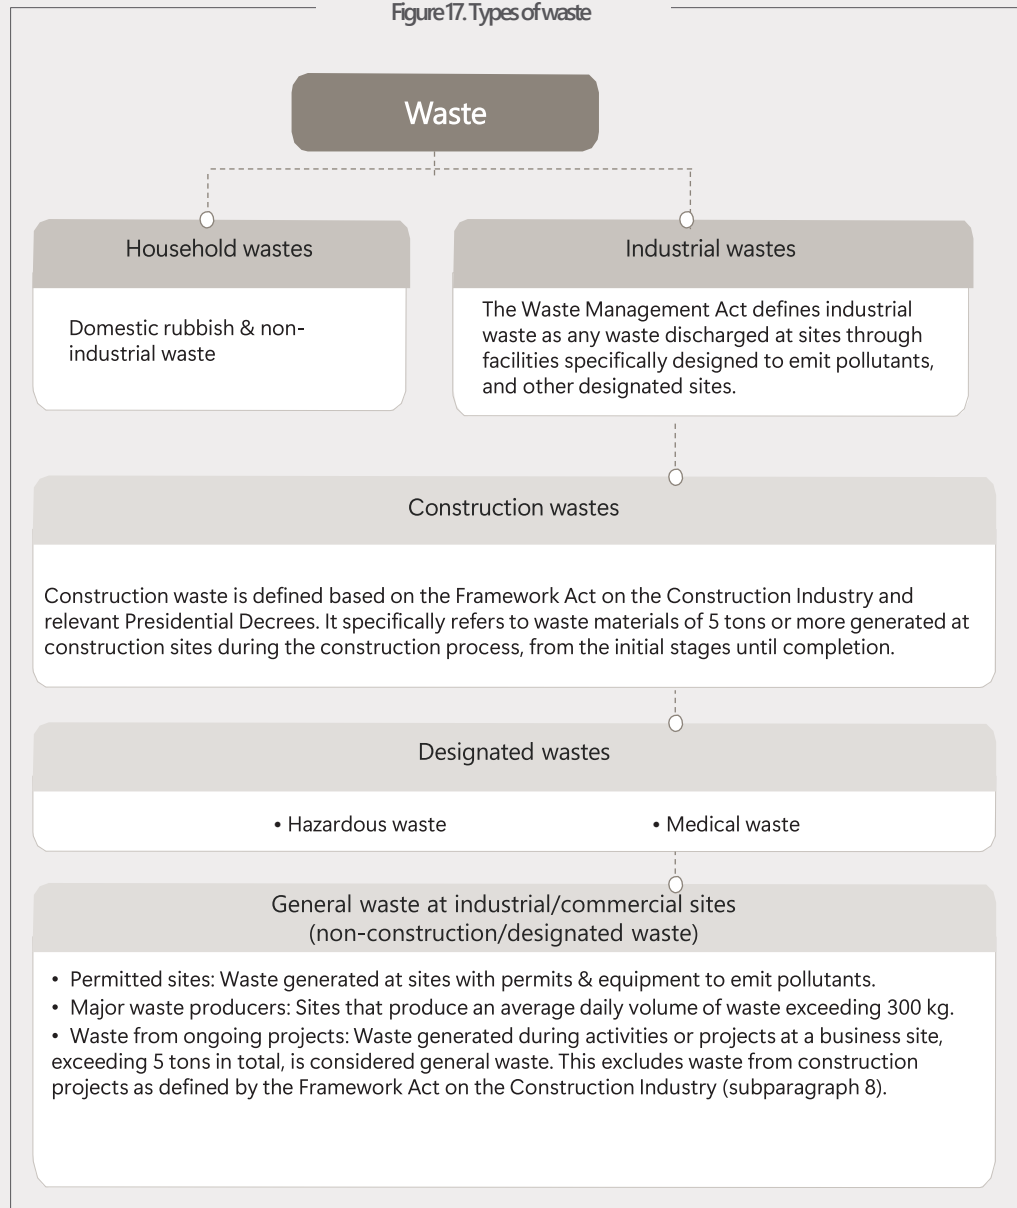 Figure 17. Types of waste
Waste
Household wastes
Domestic rubbish & non-
industrial waste
Industrial wastes
The Waste Management Act defines industrial
waste as any waste discharged at sites through
facilities specifically designed to emit pollutants,
and other designated sites.
Construction wastes
Construction waste is defined based on the Framework Act on the Construction Industry and
relevant Presidential Decrees. It specifically refers to waste materials of 5 tons or more generated at
construction sites during the construction process, from the initial stages until completion.
Designated wastes
• Hazardous waste
• Medical waste
General waste at industrial/commercial sites
(non-construction/designated waste)
• Permitted sites: Waste generated at sites with permits & equipment to emit pollutants.
• Major waste producers: Sites that produce an average daily volume of waste exceeding 300 kg.
• Waste from ongoing projects: Waste generated during activities or projects at a business site,
exceeding 5 tons in total, is considered general waste. This excludes waste from construction
projects as defined by the Framework Act on the Construction Industry (subparagraph 8).